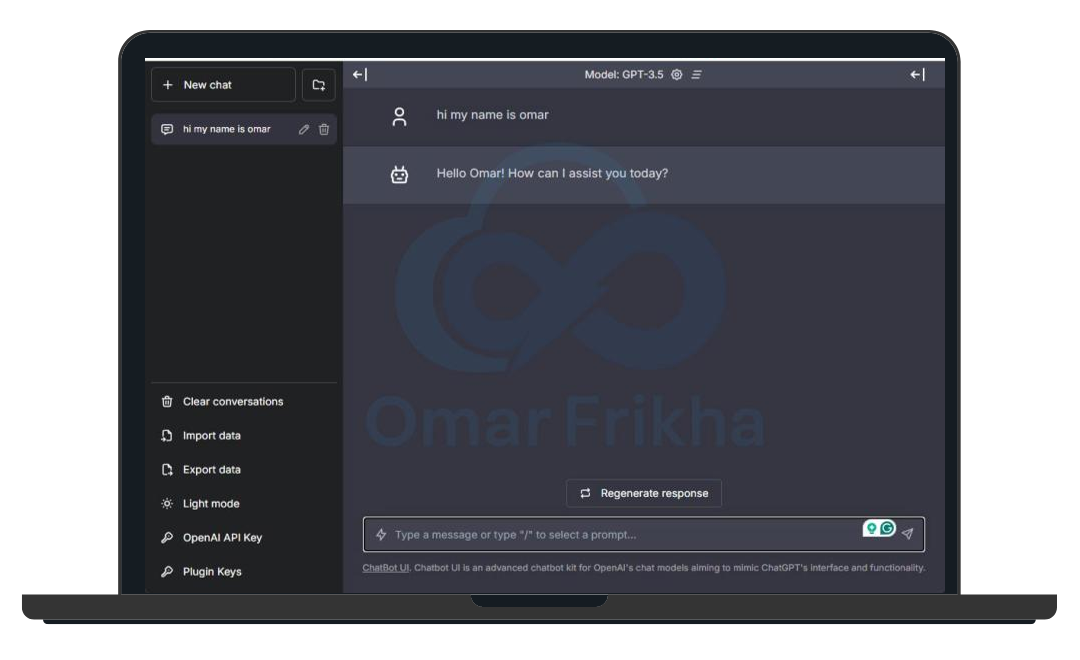 New chat
hi my name is omar
Clear conversations
Import data
Export data
Light mode
OpenAI API Key
Plugin Keys
Model: GPT-3.5
hi my name is omar
Hello Omar! How can I assist you today?
Omar Frikha
Regenerate response
Type a message or type "/" to select a prompt...
ChatBot UI. Chatbot UI is an advanced chatbot kit for OpenAI's chat models aiming to mimic ChatGPT's interface and functionality.